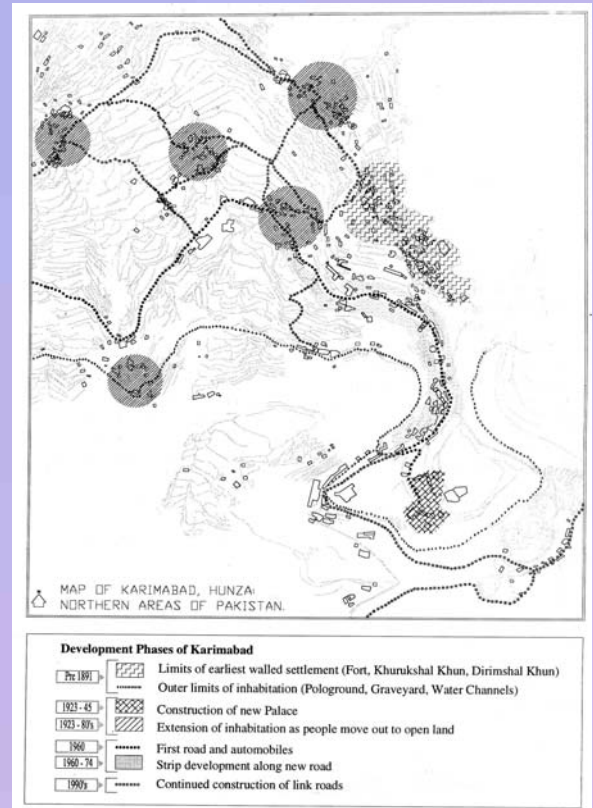 MAP OF KARIMABAD, HUNZA:
NORTHERN AREAS OF PAKISTAN.
Development Phases of Karimabad
Pre 1891
Limits of earliest walled settlement (Fort, Khurukshal Khun, Dirimshal Khun)
Outer limits of inhabitation (Pologround, Graveyard, Water Channels)
1923 - 45 Construction of new Palace
1923 - 80's Extension of inhabitation as people move out to open land
1960 First road and automobiles
1960 - 74 Strip development along new road
1990's Continued construction of link roads